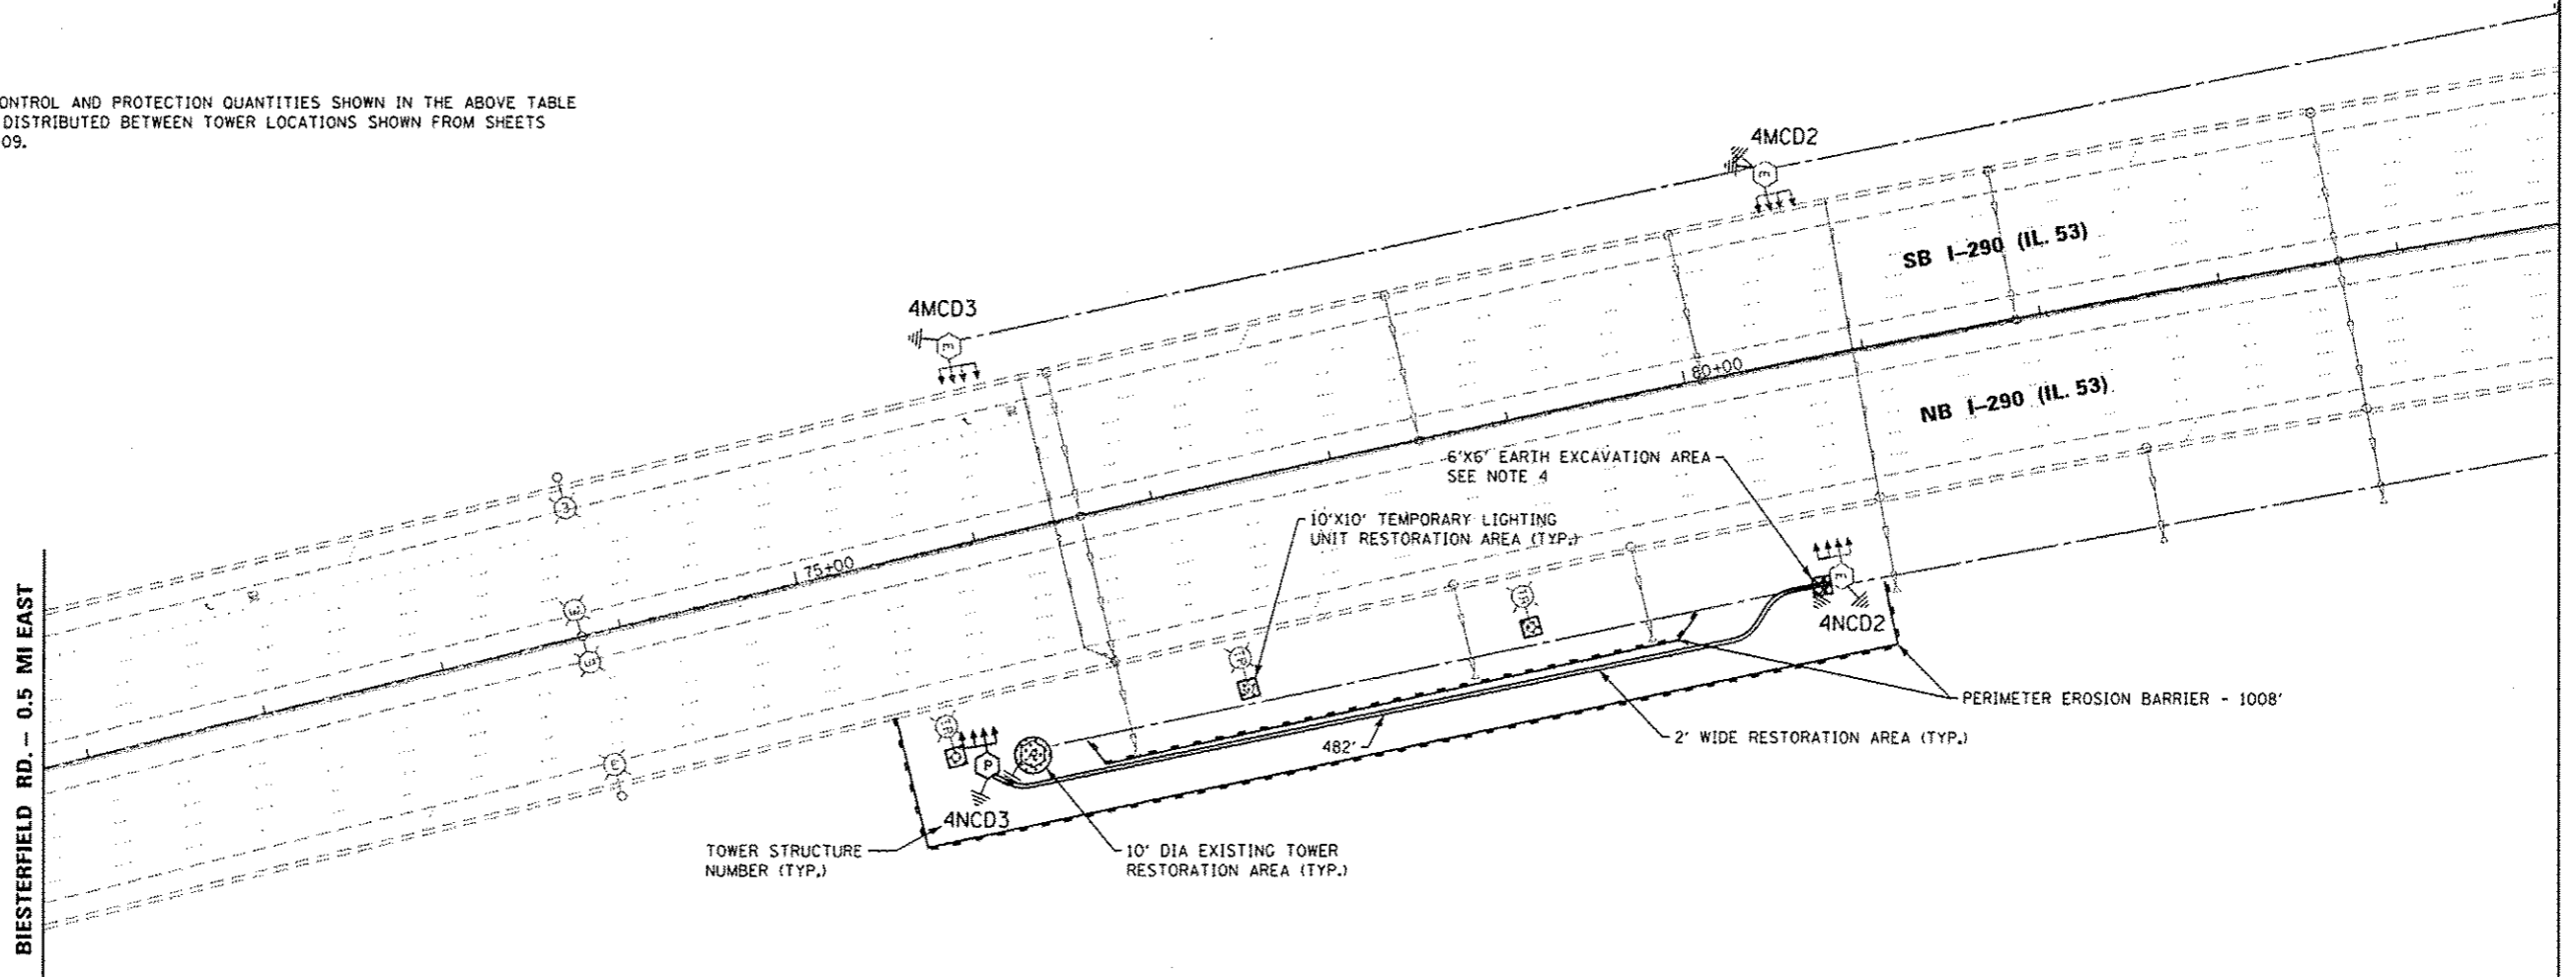 ONTROL AND PROTECTION QUANTITIES SHOWN IN THE ABOVE TABLE
DISTRIBUTED BETWEEN TOWER LOCATIONS SHOWN FROM SHEETS
09.
4MCD2
SB I-290 (IL. 53)
4MCD3
80+00
NB I-290 (IL. 53)
6'X6' EARTH EXCAVATION AREA
SEE NOTE 4
10'X10' TEMPORARY LIGHTING
UNIT RESTORATION AREA (TYP.)
75+00
4NCD2
BIESTERFIELD RD. - 0.5 MI EAST
PERIMETER EROSION BARRIER - 1008'
482'
2' WIDE RESTORATION AREA (TYP.)
P
4NCD3
TOWER STRUCTURE
NUMBER (TYP.)
10' DIA EXISTING TOWER
RESTORATION AREA (TYP.)